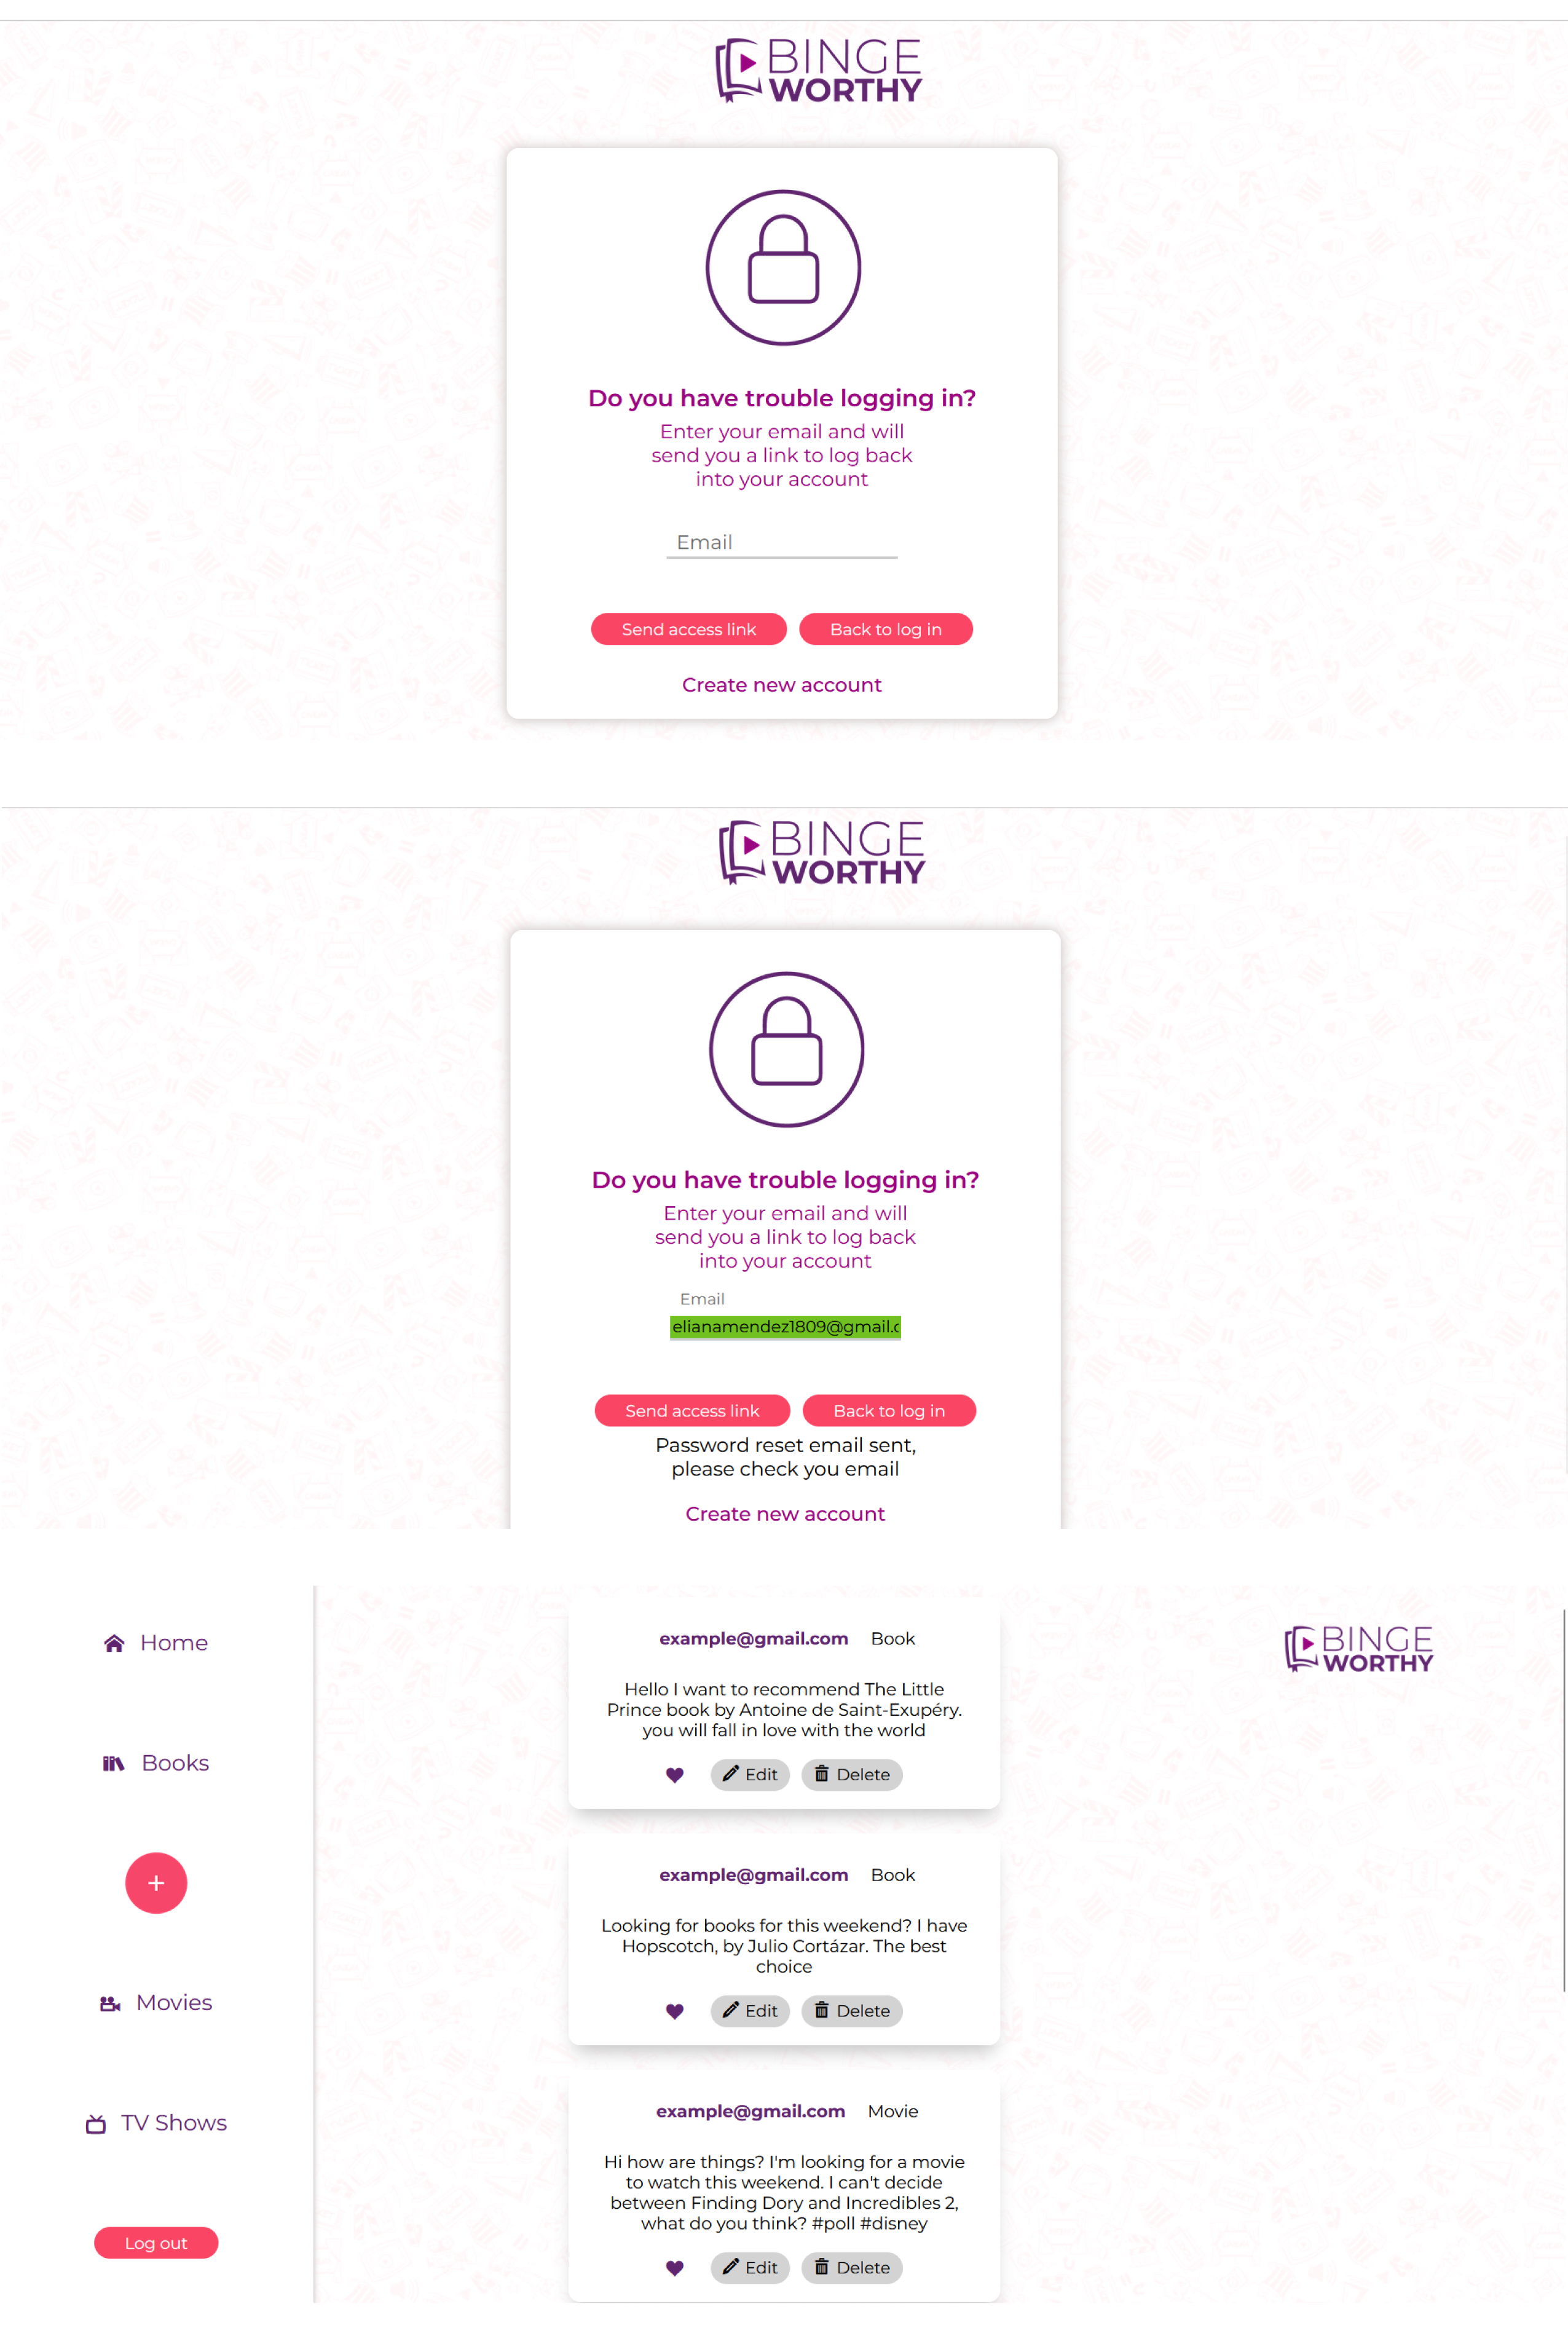 BINGE
WORTHY
Do you have trouble logging in?
Enter your email and will
send you a link to log back
into your account
Email
Send access link
Back to log in
Create new account
BINGE
WORTHY
Do you have trouble logging in?
Enter your email and will
send you a link to log back
into your account
Email
elianamendez1809@gmail.c
Send access link
Back to log in
Password reset email sent,
please check you email
Create new account
Home
Books
+
Movies
TV Shows
Log out
example@gmail.com Book
Hello I want to recommend The Little
Prince book by Antoine de Saint-Exupéry.
you will fall in love with the world
Edit
Delete
example@gmail.com Book
Looking for books for this weekend? I have
Hopscotch, by Julio Cortázar. The best
choice
Edit
Delete
example@gmail.com Movie
Hi how are things? I'm looking for a movie
to watch this weekend. I can't decide
between Finding Dory and Incredibles 2,
what do you think? #poll #disney
Edit
Delete
BINGE
WORTHY